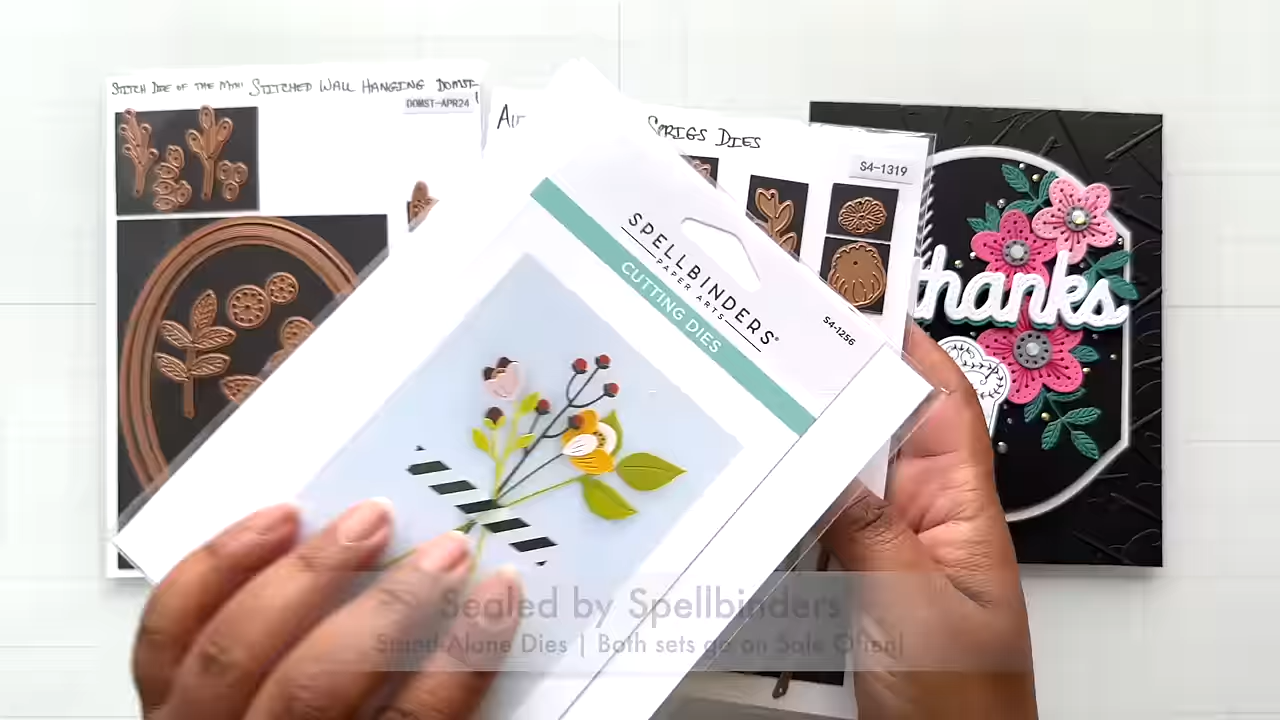 STITCH DIE OF THE MONTH STITCHED WALL HANGING DOMST-
DOMST-APR24
SPRIGS DIES
S4-1319
SPELLBINDERS®
PAPER ARTS
CUTTING DIES
S4-1256
thanks
Sealed by Spellbinders
Stand-Alone Dies | Both sets go on Sale Often!